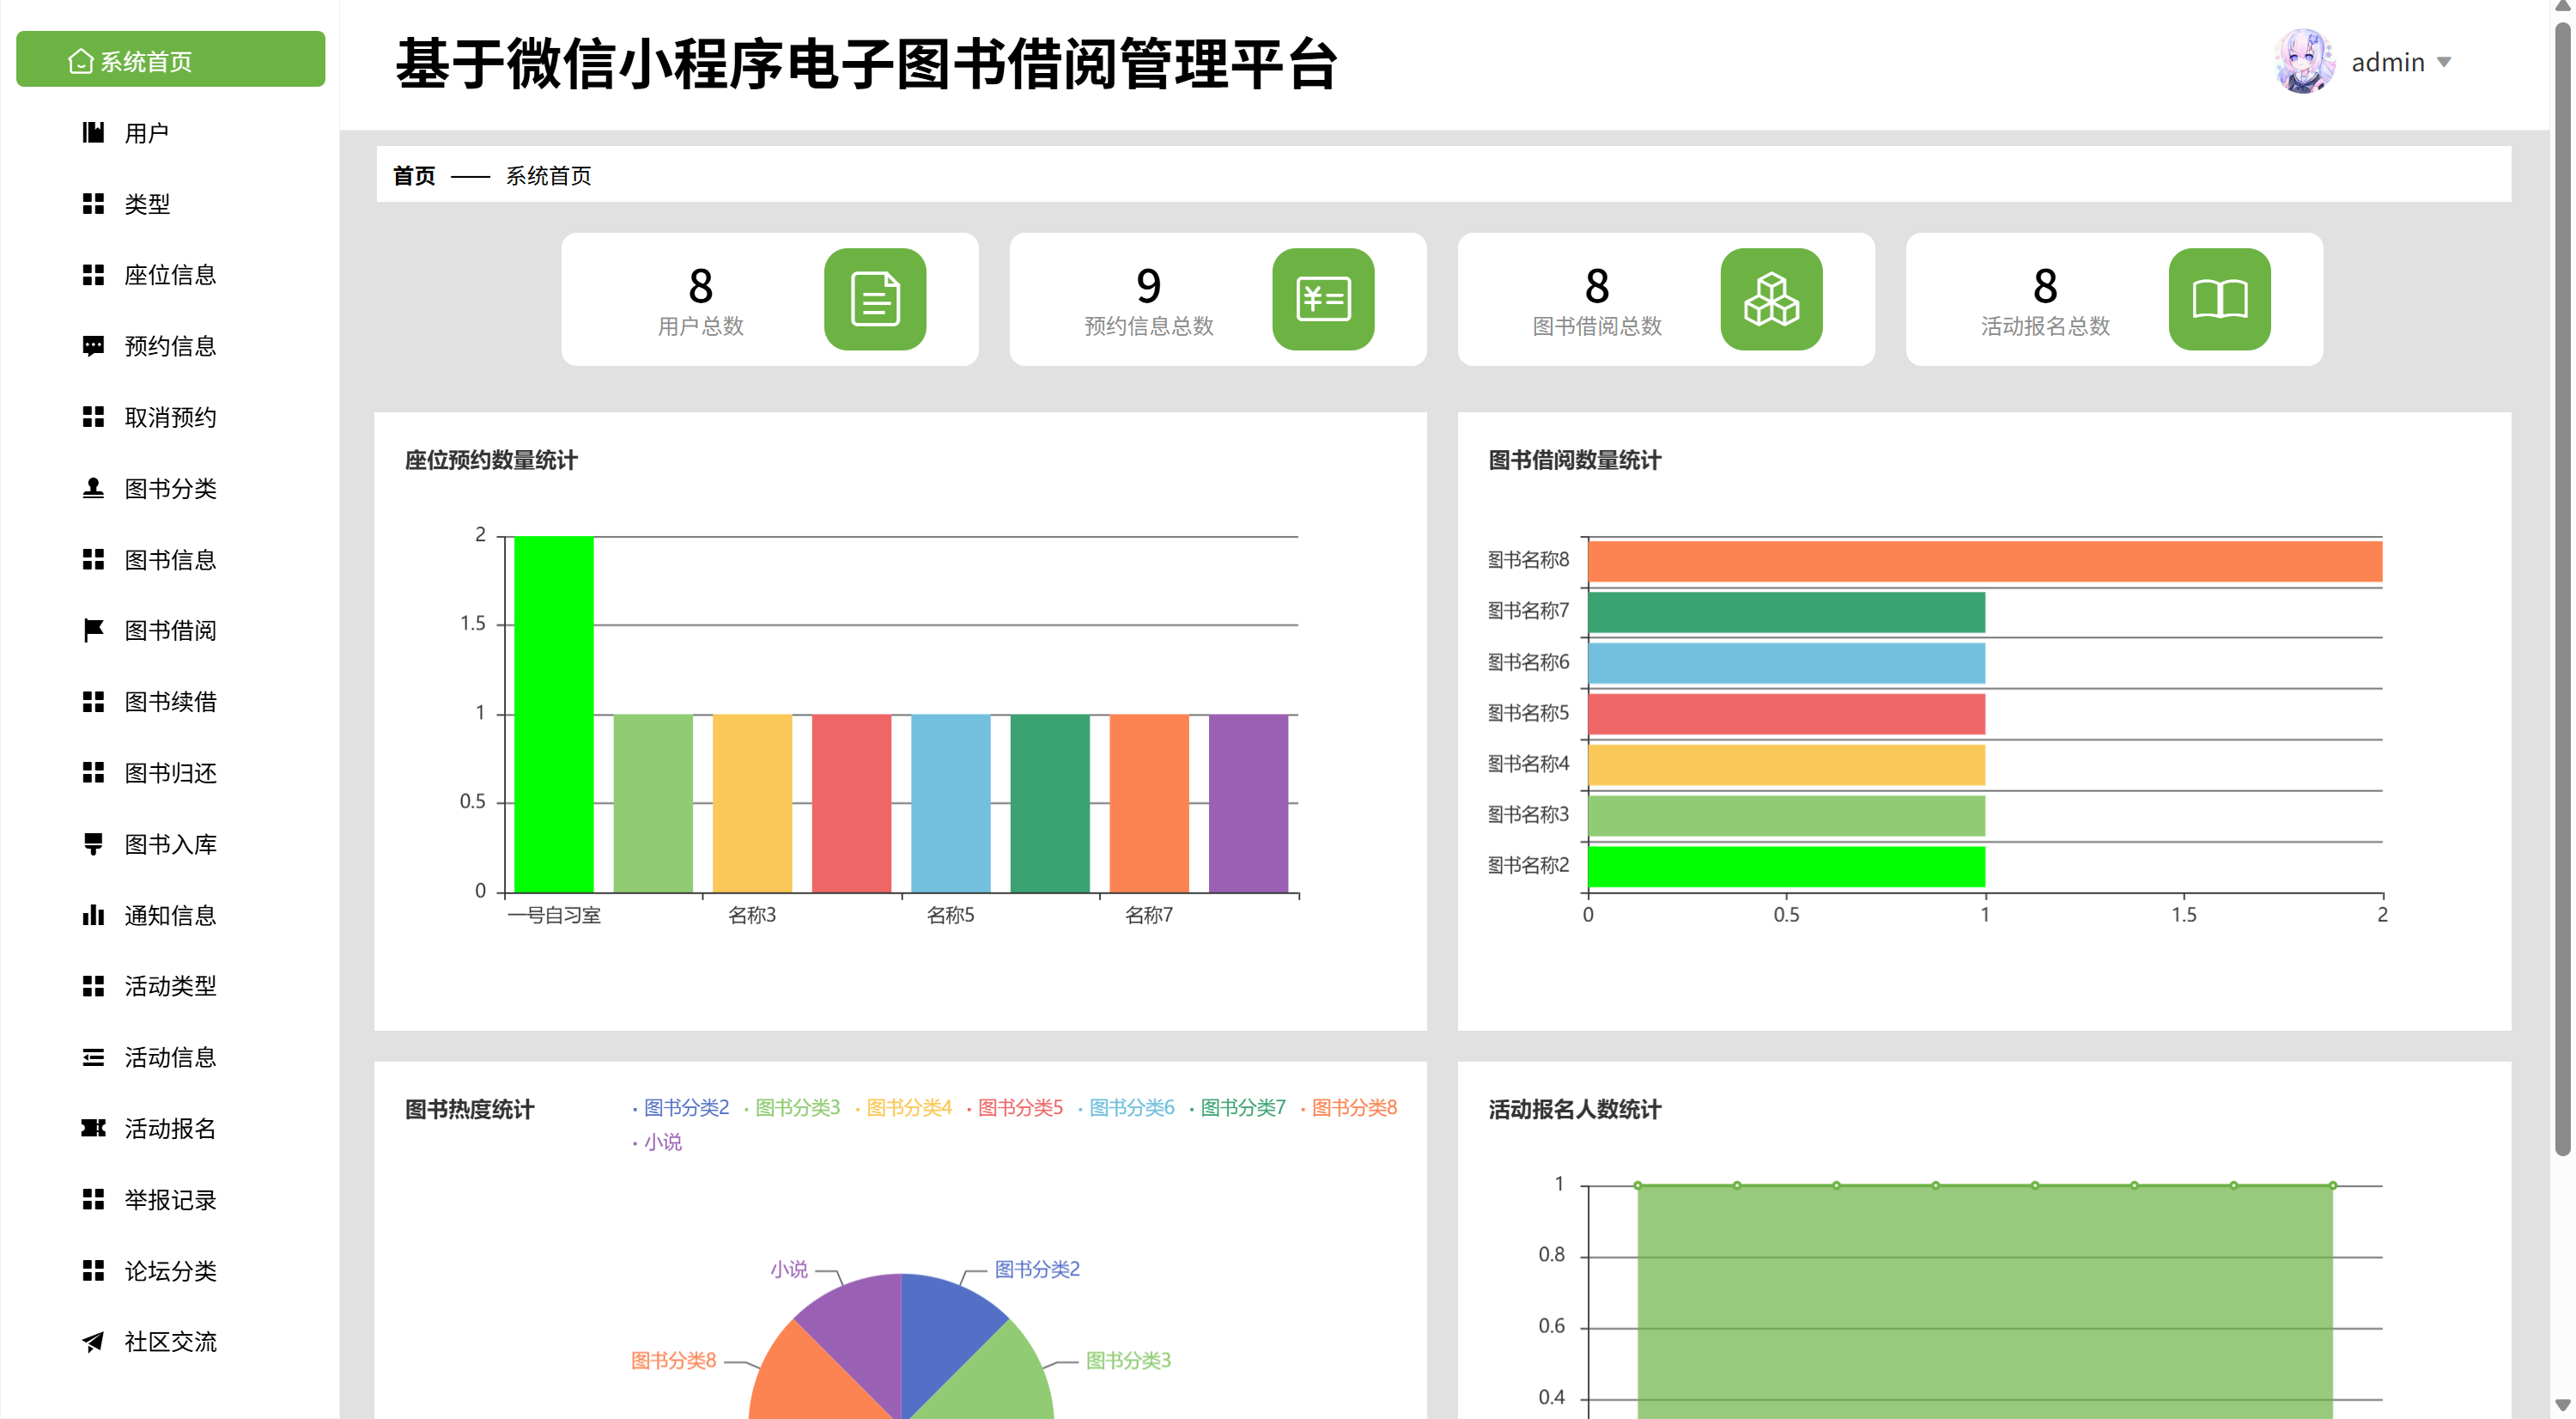 系统首页
用户
类型
座位信息
预约信息
取消预约
图书分类
图书信息
图书借阅
图书续借
图书归还
图书入库
通知信息
活动类型
活动信息
活动报名
举报记录
论坛分类
社区交流
基于微信小程序电子图书借阅管理平台
admin
首页 —— 系统首页
8
用户总数
9
预约信息总数
8
图书借阅总数
8
活动报名总数
座位预约数量统计
2
1.5
1
0.5
0
一号自习室 名称3 名称5 名称7
图书借阅数量统计
图书名称8
图书名称7
图书名称6
图书名称5
图书名称4
图书名称3
图书名称2
0 0.5 1 1.5 2
图书热度统计
图书分类2 图书分类3 图书分类4 图书分类5 图书分类6 图书分类7 图书分类8
小说
小说 图书分类2
图书分类8 图书分类3
活动报名人数统计
1
0.8
0.6
0.4